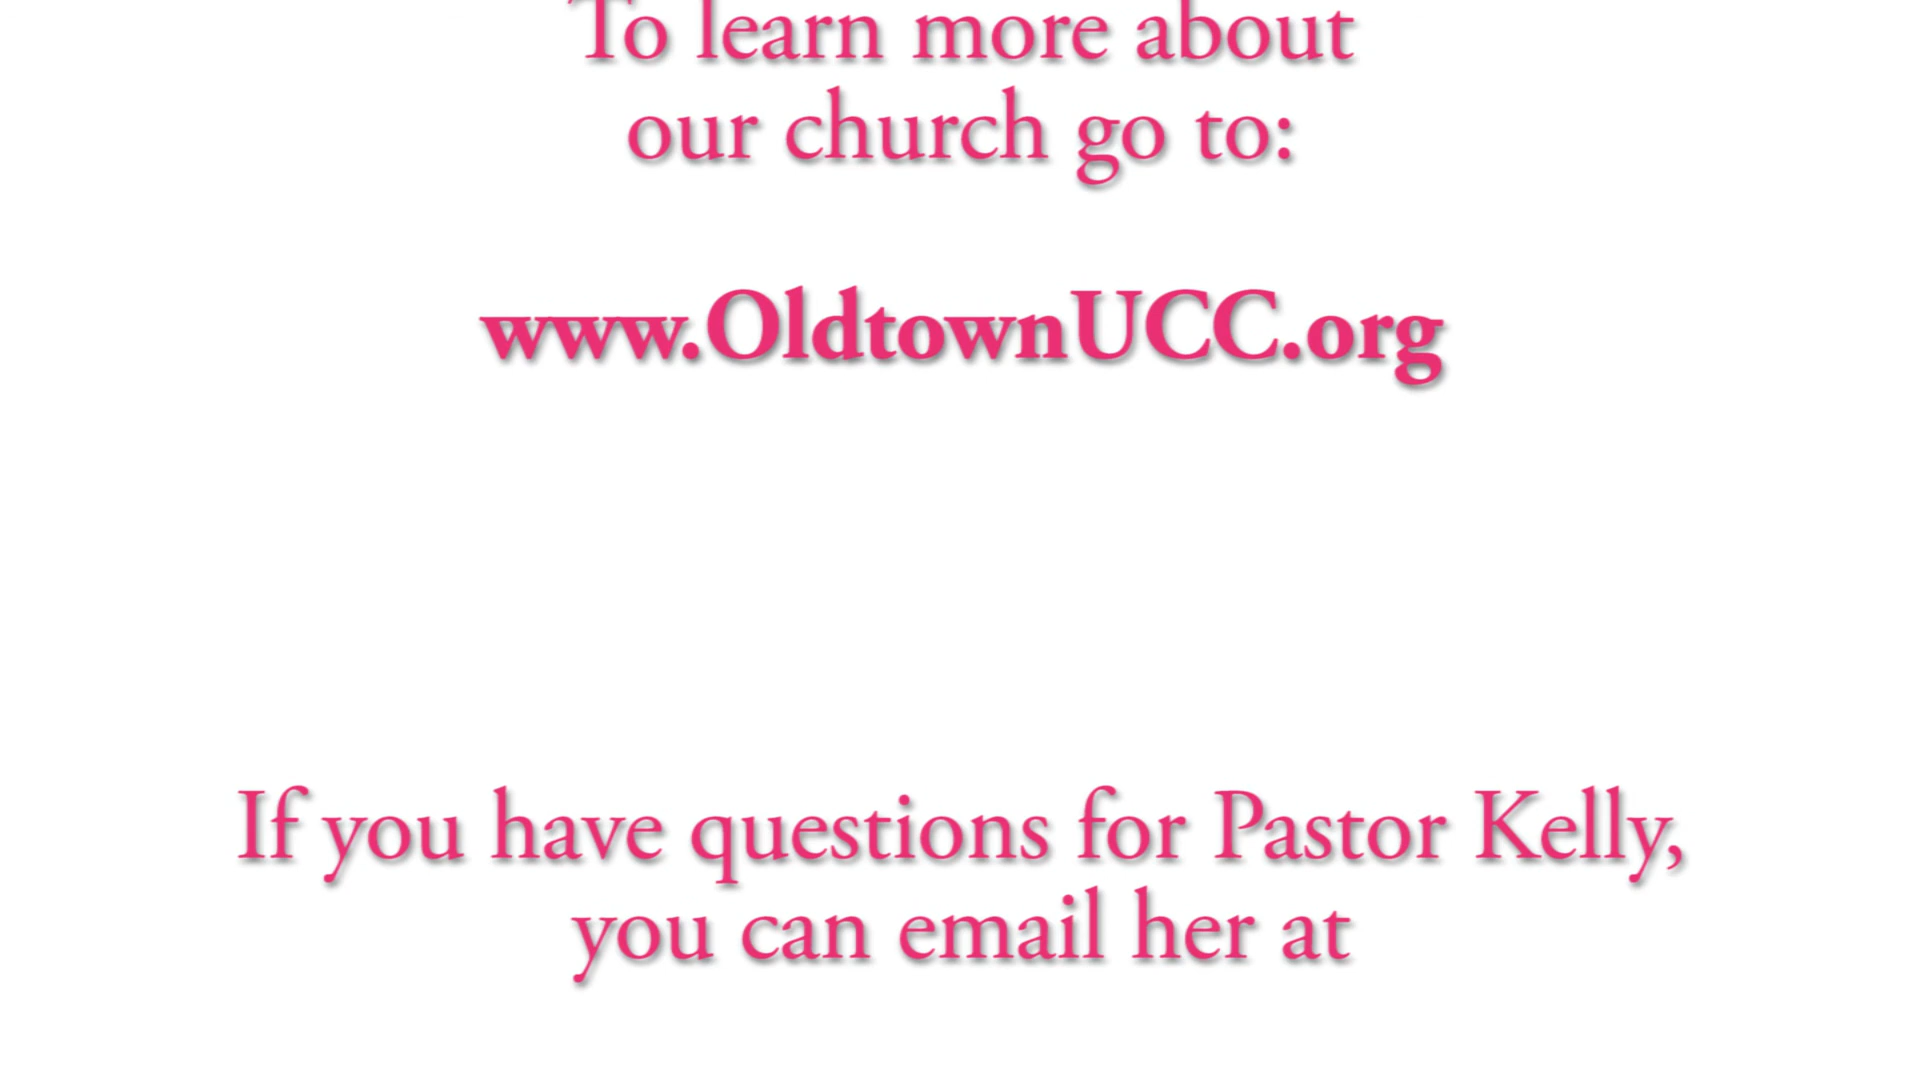 To learn more about
our church go to:
www.OldtownUCC.org
If you have questions for Pastor Kelly,
you can email her at